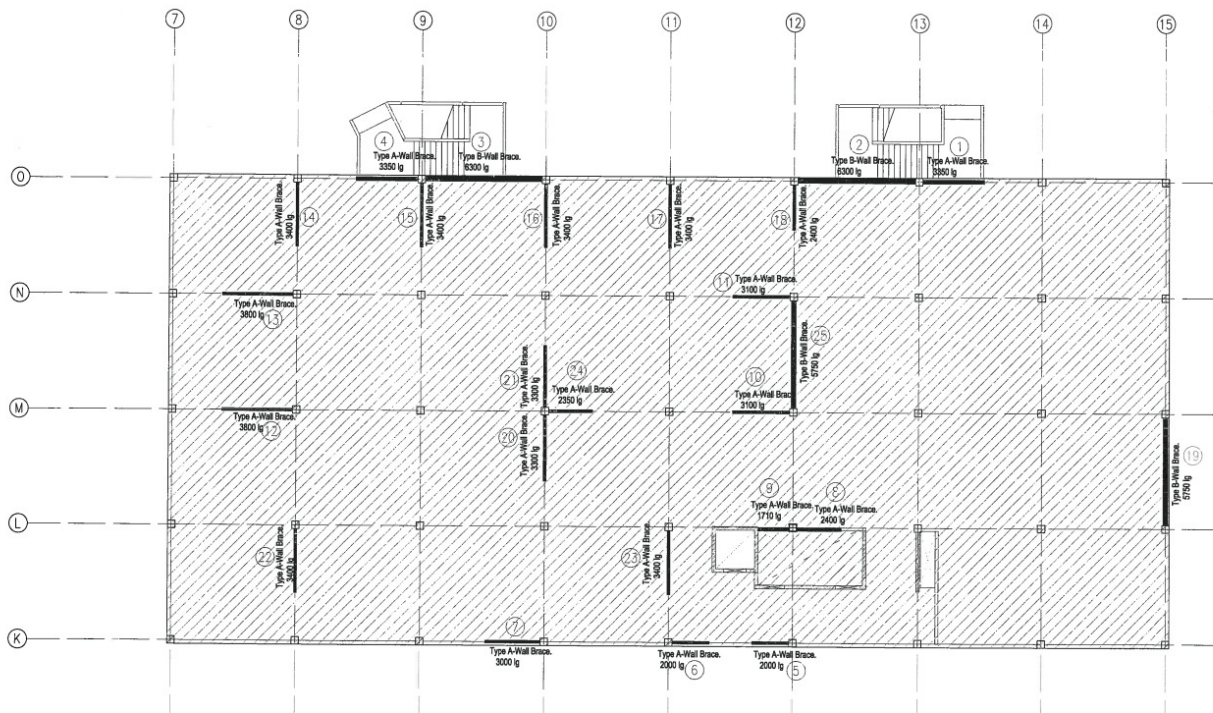 7 8 9 10 11 12 13 14 15
4 3 2 1
Type A-Wall Brace. Type B-Wall Brace. Type B-Wall Brace. Type A-Wall Brace.
3350 lg 6300 lg 6300 lg 3350 lg
O
14 Type A-Wall Brace.
3400 lg
15 Type A-Wall Brace.
3400 lg
16 Type A-Wall Brace.
3400 lg
17 Type A-Wall Brace.
3400 lg
18 Type A-Wall Brace.
2400 lg
11 Type A-Wall Brace.
3100 lg
N
Type A-Wall Brace.
3800 lg 13
25 Type B-Wall Brace.
5750 lg
21 Type A-Wall Brace.
3300 lg
24
Type A-Wall Brace.
2350 lg
10
Type A-Wall Brac
3100 lg
M
Type A-Wall Brace.
3800 lg 12
20 Type A-Wall Brace.
3300 lg
19 Type B-Wall Brace.
5750 lg
9 8
Type A-Wall Brace. Type A-Wall Brace.
1710 lg 2400 lg
L
22 Type A-Wall Brace.
3400 lg
23 Type A-Wall Brace.
3400 lg
7
K
Type A-Wall Brace. Type A-Wall Brace. Type A-Wall Brace.
3000 lg 2000 lg 6 2000 lg 5